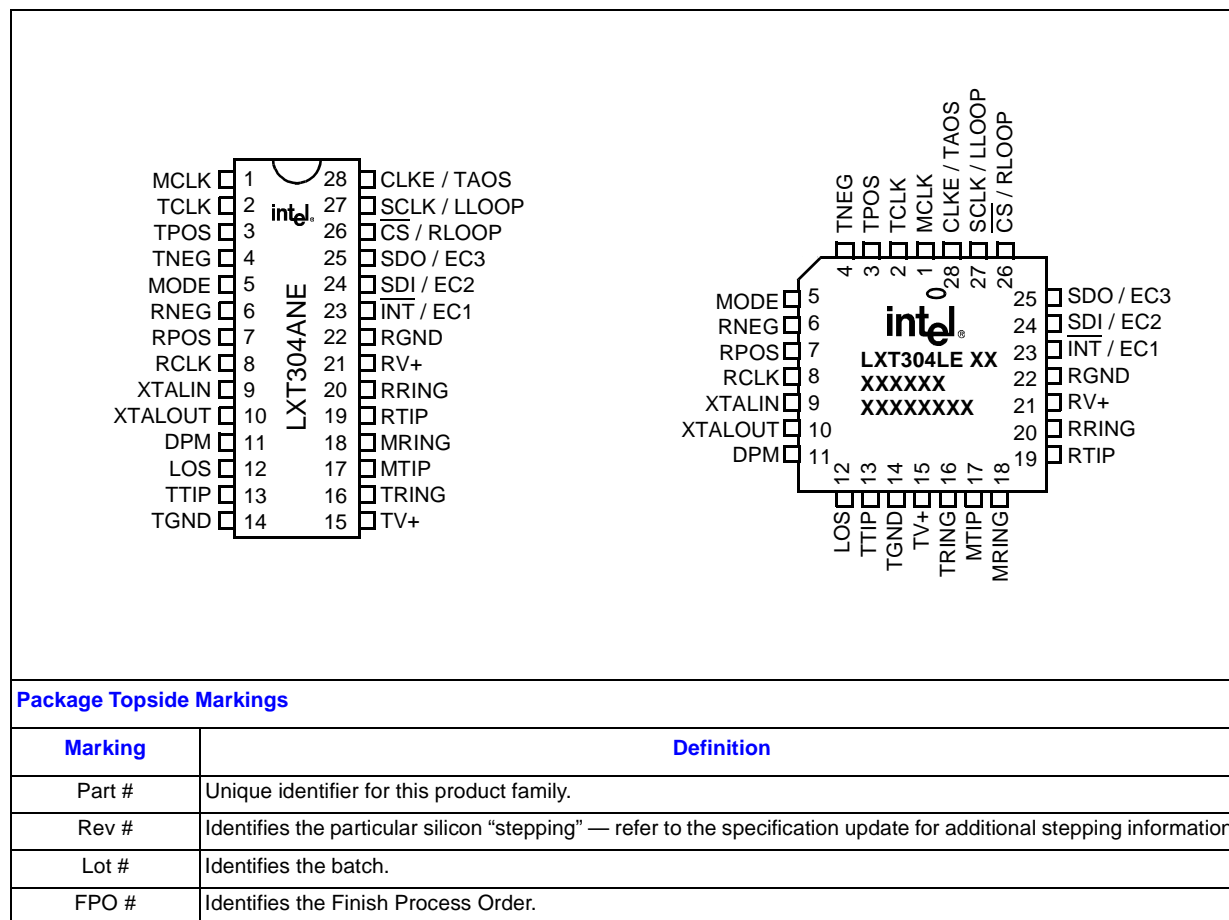 MCLK 1 28 CLKE / TAOS
TCLK 2 intel® 27 SCLK / LLOOP
TPOS 3 26 C̅S̅ / RLOOP
TNEG 4 25 SDO / EC3
MODE 5 24 SDI / EC2
RNEG 6 23 I̅N̅T̅ / EC1
RPOS 7 22 RGND
RCLK 8 21 RV+
XTALIN 9 20 RRING
XTALOUT 10 19 RTIP
DPM 11 18 MRING
LOS 12 17 MTIP
TTIP 13 16 TRING
TGND 14 15 TV+
LXT304ANE
TNEG
TPOS
TCLK
MCLK
CLKE / TAOS
SCLK / LLOOP
C̅S̅ / RLOOP
4 3 2 1 28 27 26
MODE 5 25 SDO / EC3
RNEG 6 24 SDI / EC2
RPOS 7 23 I̅N̅T̅ / EC1
RCLK 8 22 RGND
XTALIN 9 21 RV+
XTALOUT 10 20 RRING
DPM 11 19 RTIP
intel®
LXT304LE XX
XXXXXX
XXXXXXXX
12 13 14 15 16 17 18
LOS
TTIP
TGND
TV+
TRING
MTIP
MRING
Package Topside Markings
Marking Definition
Part # Unique identifier for this product family.
Rev # Identifies the particular silicon “stepping” — refer to the specification update for additional stepping information
Lot # Identifies the batch.
FPO # Identifies the Finish Process Order.